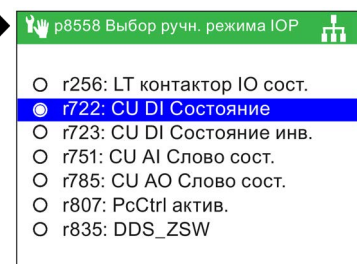 p8558 Выбор ручн. режима IOP
r256: LT контактор IO сост.
r722: CU DI Состояние
r723: CU DI Состояние инв.
r751: CU AI Слово сост.
r785: CU AO Слово сост.
r807: PcCtrl актив.
r835: DDS_ZSW